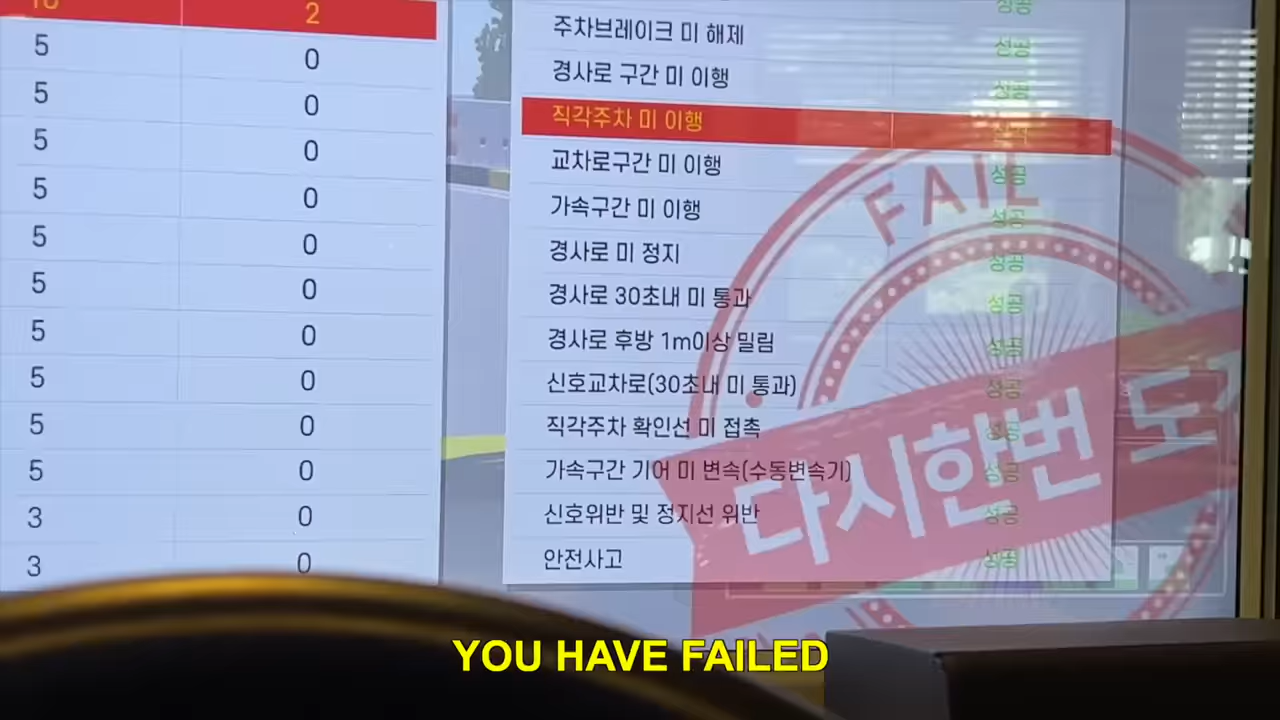 10 2
5 0
5 0
5 0
5 0
5 0
5 0
5 0
5 0
5 0
5 0
3 0
3 0
성공
주차브레이크 미 해제 성공
경사로 구간 미 이행 성공
직각주차 미 이행 실격
교차로구간 미 이행 성공
가속구간 미 이행 성공
경사로 미 정지 성공
경사로 30초내 미 통과 성공
경사로 후방 1m이상 밀림 성공
신호교차로(30초내 미 통과) 성공
직각주차 확인선 미 접촉 성공
가속구간 기어 미 변속(수동변속기) 성공
신호위반 및 정지선 위반 성공
안전사고 성공
FAIL
다시한번
YOU HAVE FAILED